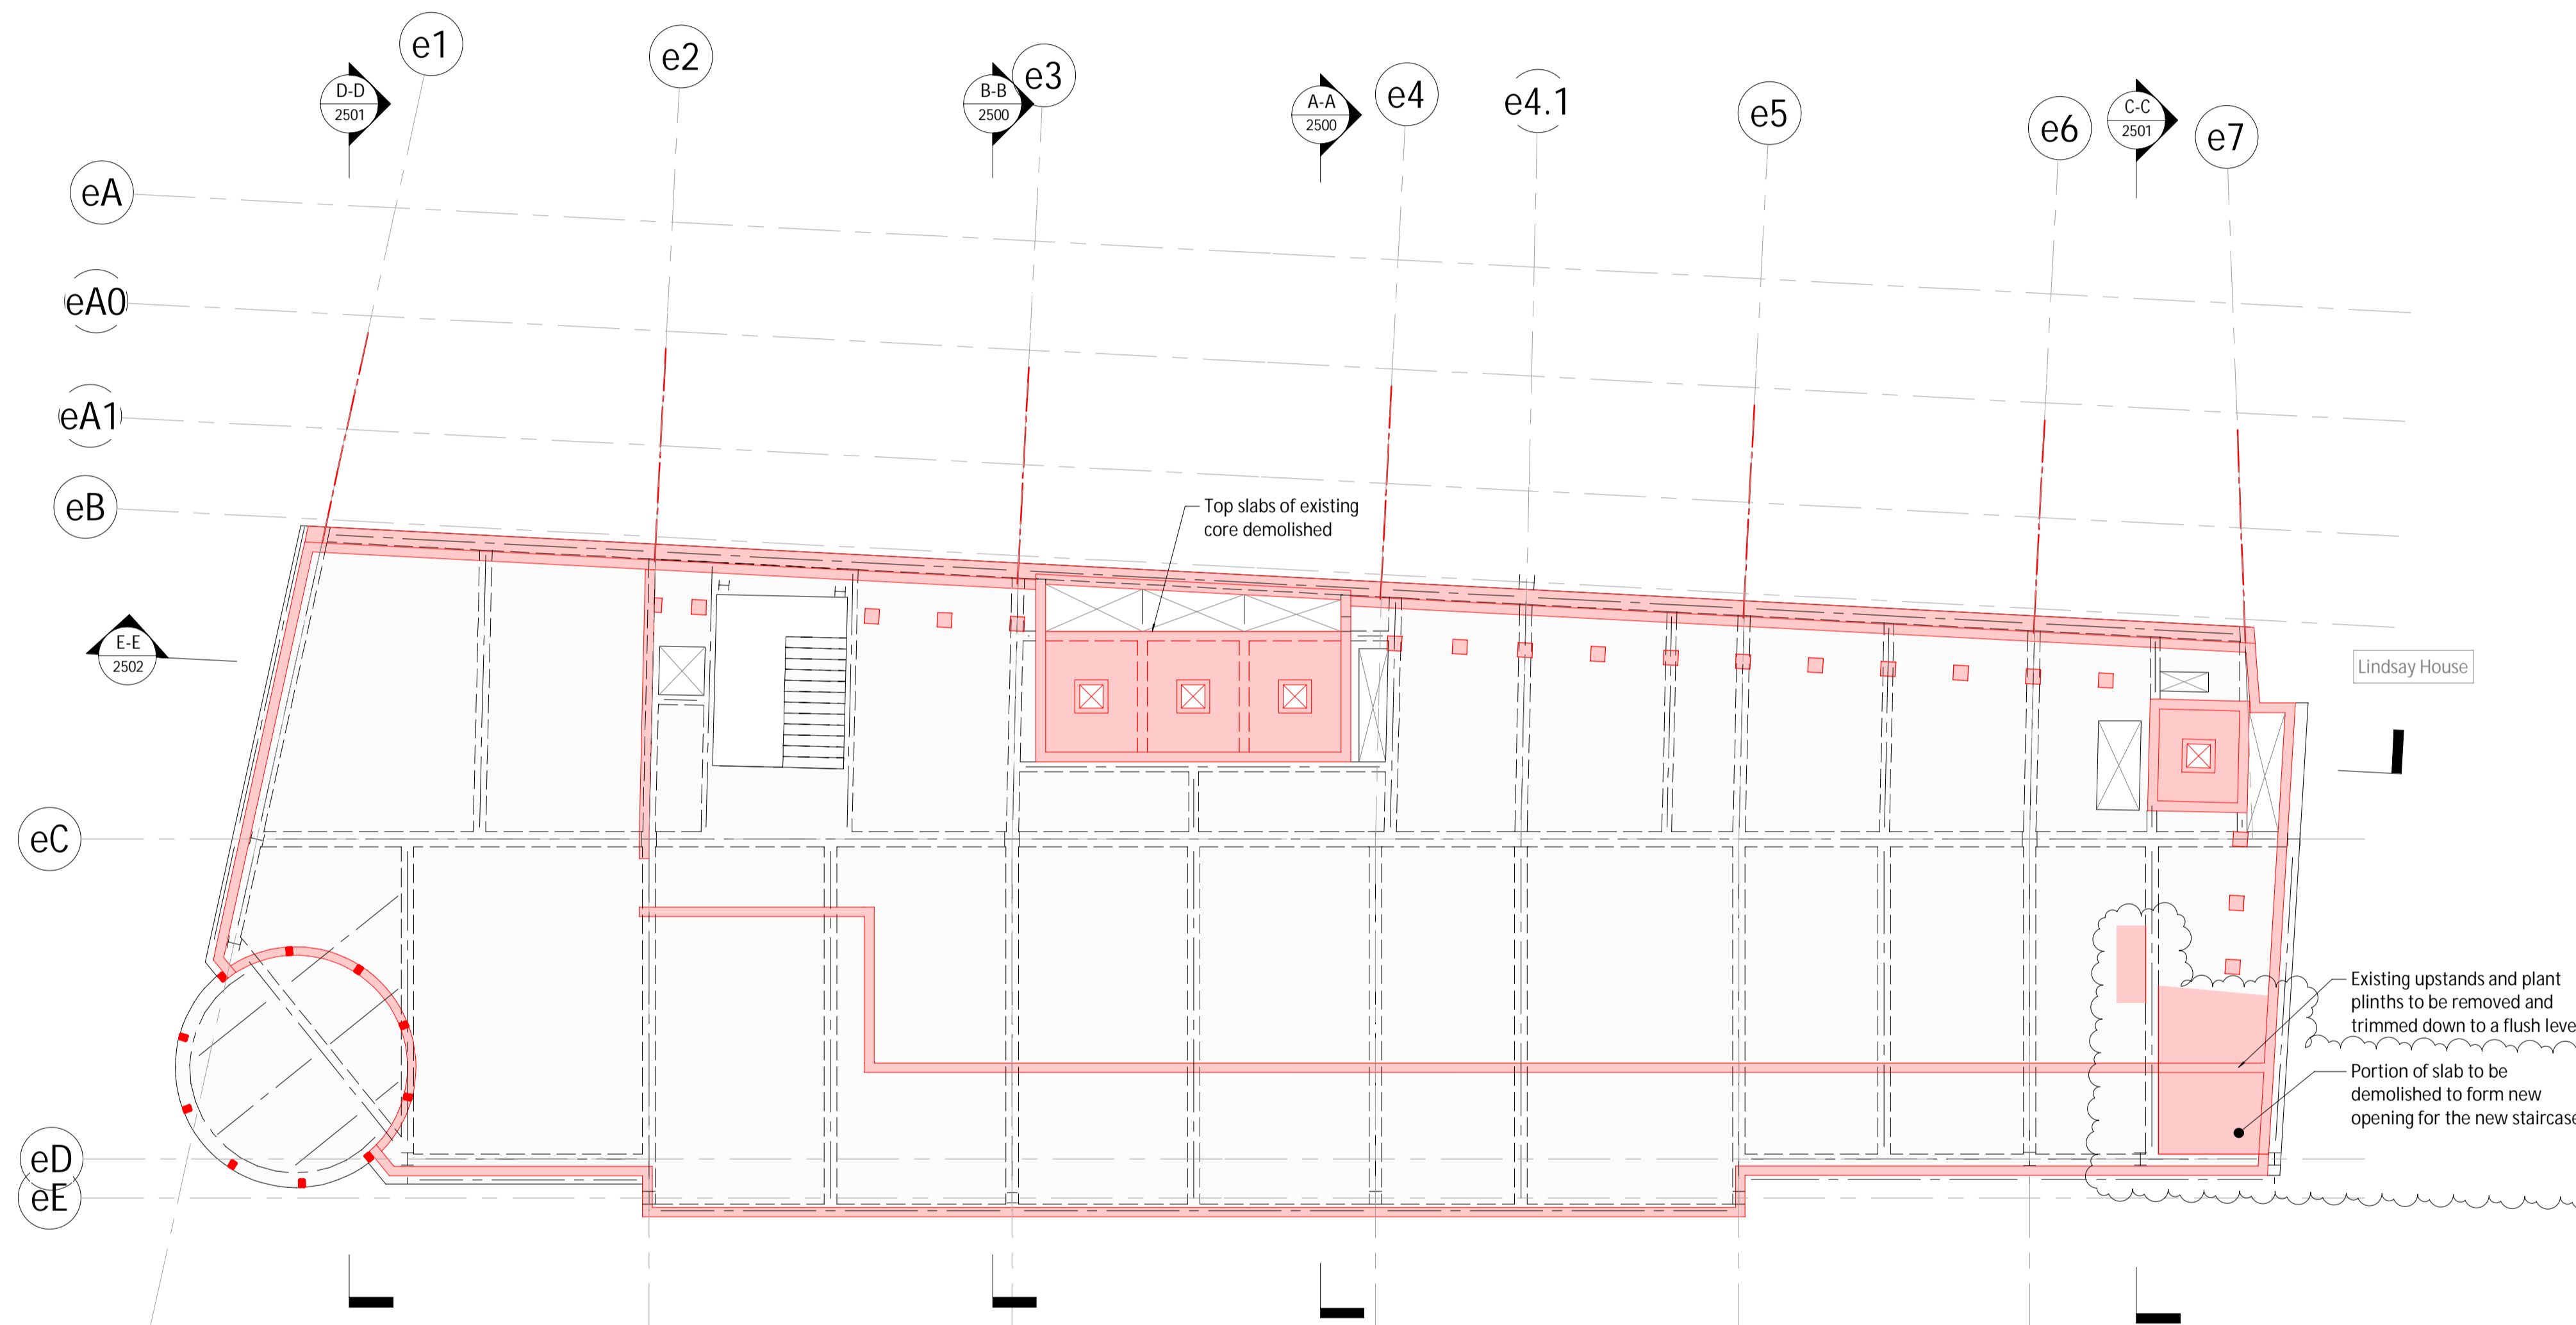 e1
e2
e3
e4
e4.1
e5
e6
e7
D-D
2501
B-B
2500
A-A
2500
C-C
2501
eA
eA0
eA1
eB
Top slabs of existing
core demolished
E-E
2502
Lindsay House
eC
Existing upstands and plant
plinths to be removed and
trimmed down to a flush leve
Portion of slab to be
demolished to form new
opening for the new staircase
eD
eE